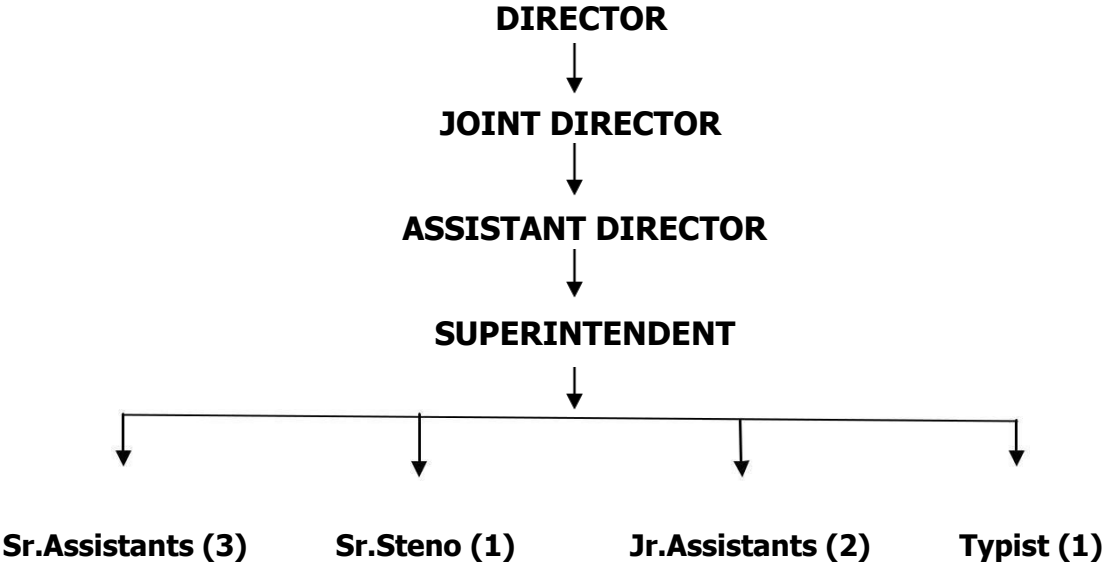 DIRECTOR
JOINT DIRECTOR
ASSISTANT DIRECTOR
SUPERINTENDENT
Sr.Assistants (3) Sr.Steno (1) Jr.Assistants (2) Typist (1)